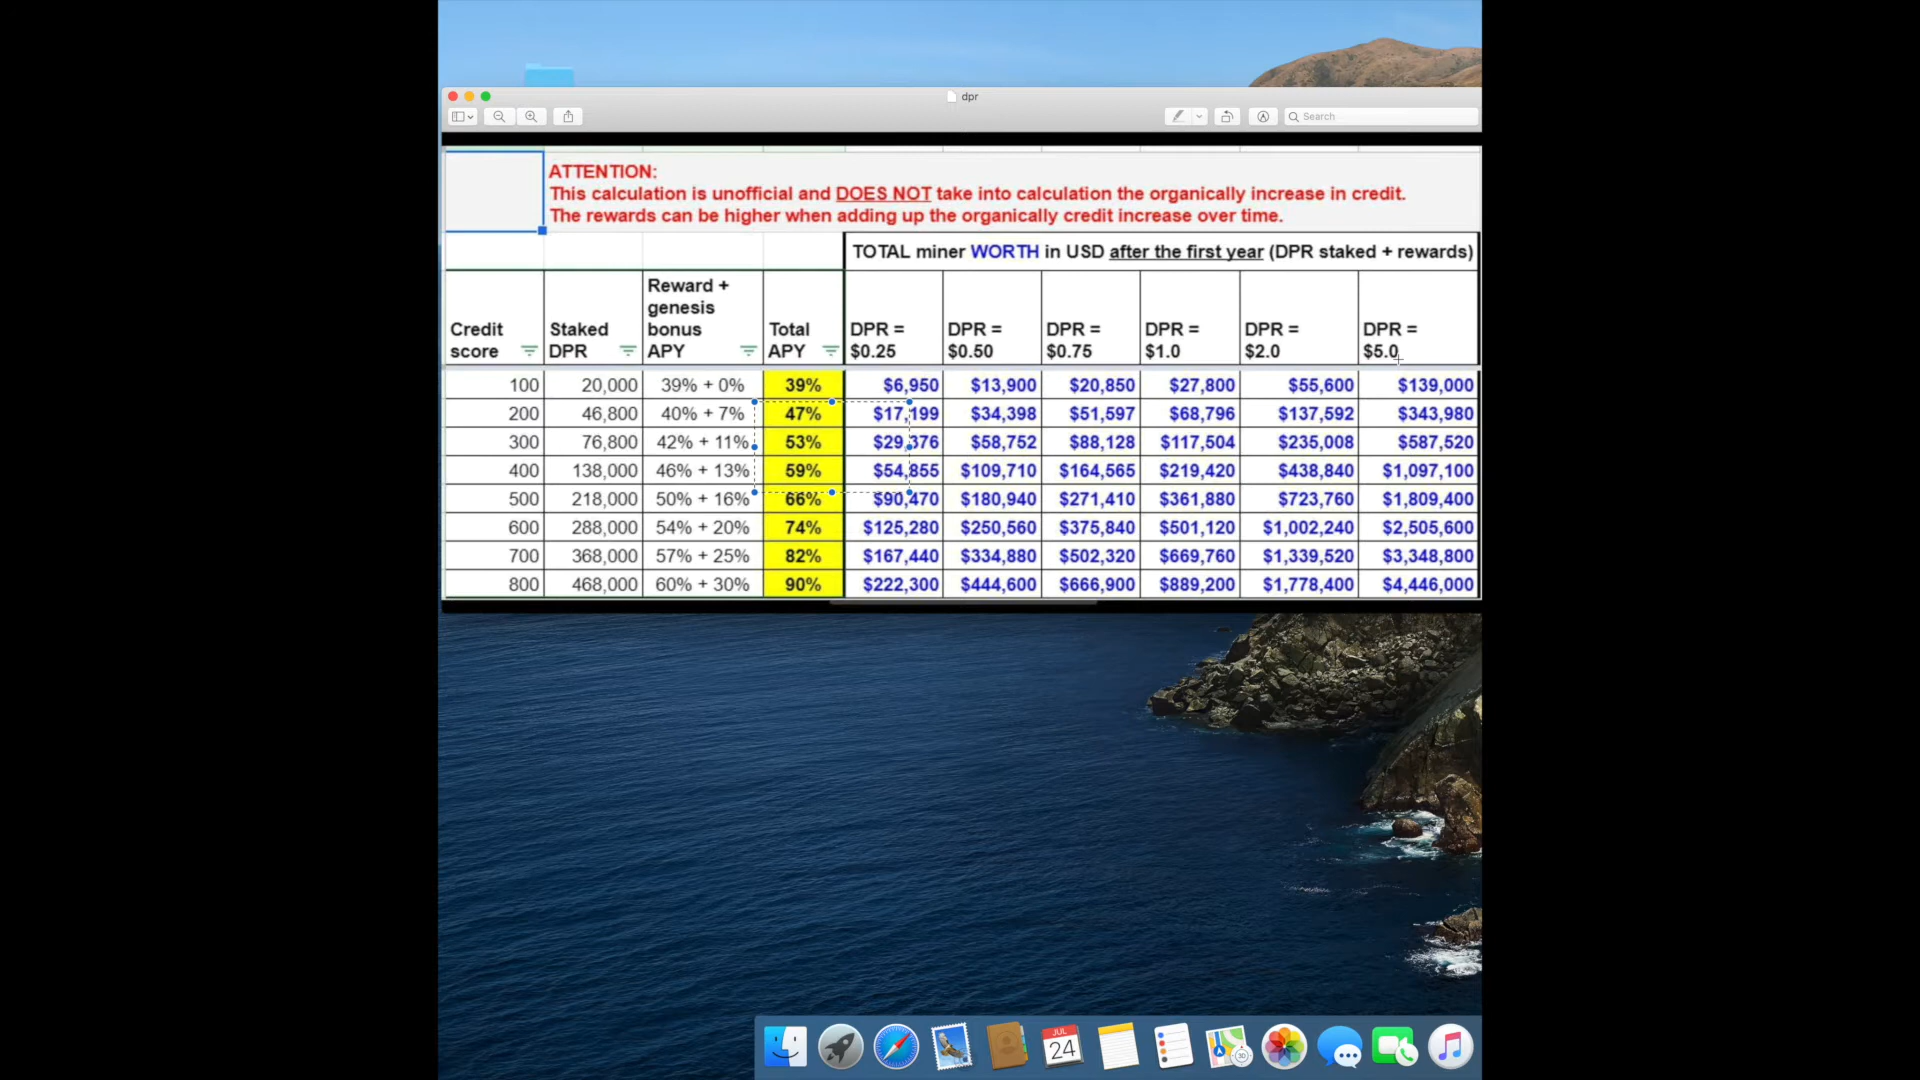 dpr
Search
ATTENTION:
This calculation is unofficial and DOES NOT take into calculation the organically increase in credit.
The rewards can be higher when adding up the organically credit increase over time.
TOTAL miner WORTH in USD after the first year (DPR staked + rewards)
Credit score Staked DPR Reward + genesis bonus APY Total APY DPR = $0.25 DPR = $0.50 DPR = $0.75 DPR = $1.0 DPR = $2.0 DPR = $5.0
100 20,000 39% + 0% 39% $6,950 $13,900 $20,850 $27,800 $55,600 $139,000
200 46,800 40% + 7% 47% $17,199 $34,398 $51,597 $68,796 $137,592 $343,980
300 76,800 42% + 11% 53% $29,376 $58,752 $88,128 $117,504 $235,008 $587,520
400 138,000 46% + 13% 59% $54,855 $109,710 $164,565 $219,420 $438,840 $1,097,100
500 218,000 50% + 16% 66% $90,470 $180,940 $271,410 $361,880 $723,760 $1,809,400
600 288,000 54% + 20% 74% $125,280 $250,560 $375,840 $501,120 $1,002,240 $2,505,600
700 368,000 57% + 25% 82% $167,440 $334,880 $502,320 $669,760 $1,339,520 $3,348,800
800 468,000 60% + 30% 90% $222,300 $444,600 $666,900 $889,200 $1,778,400 $4,446,000
JUL
24